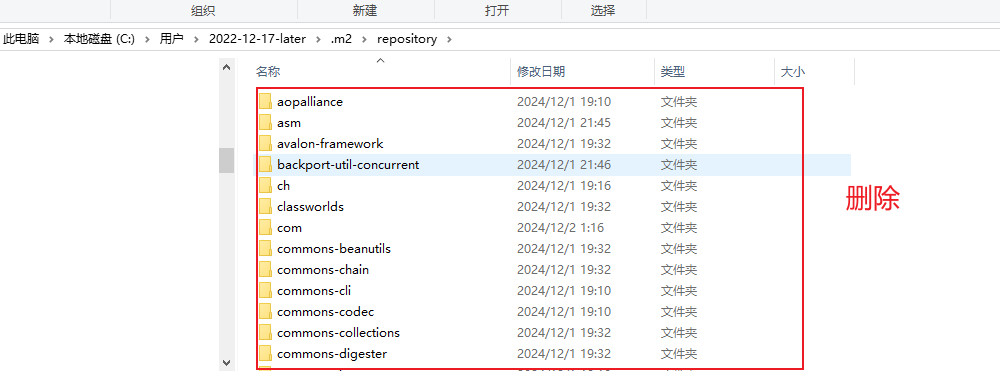 组织 新建 打开 选择
此电脑 本地磁盘 (C:) 用户 2022-12-17-later .m2 repository
名称 修改日期 类型 大小
aopalliance 2024/12/1 19:10 文件夹
asm 2024/12/1 21:45 文件夹
avalon-framework 2024/12/1 19:32 文件夹
backport-util-concurrent 2024/12/1 21:46 文件夹
ch 2024/12/1 19:16 文件夹
classworlds 2024/12/1 19:32 文件夹
com 2024/12/2 1:16 文件夹
commons-beanutils 2024/12/1 19:32 文件夹
commons-chain 2024/12/1 19:32 文件夹
commons-cli 2024/12/1 19:10 文件夹
commons-codec 2024/12/1 19:10 文件夹
commons-collections 2024/12/1 19:32 文件夹
commons-digester 2024/12/1 19:32 文件夹
删除